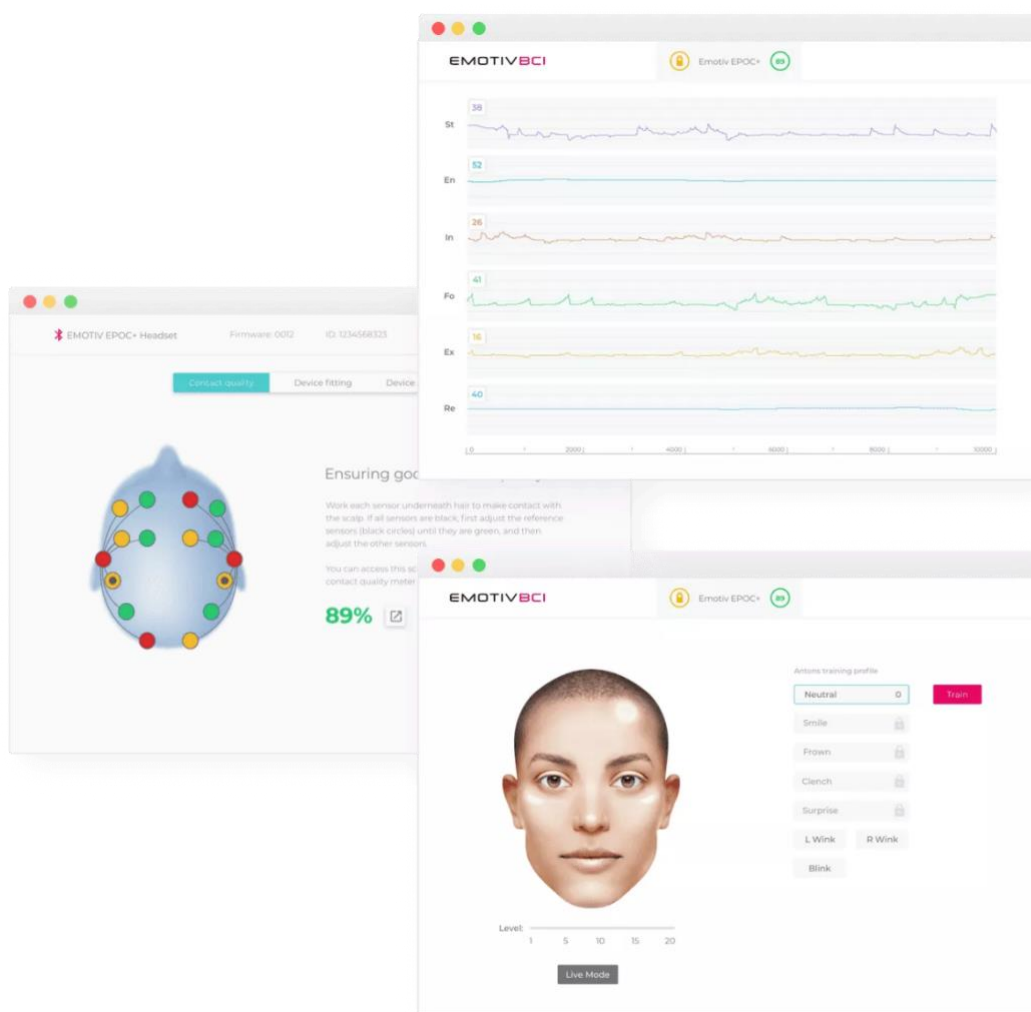 EMOTIVBCI
Emotiv EPOC+ 89
38
St
52
En
26
In
41
Fo
16
Ex
40
Re
0 2000 4000 6000 8000 10000
EMOTIV EPOC+ Headset Firmware: 0012 ID: 1234568323
Contact quality Device fitting Device
Ensuring goo
Work each sensor underneath hair to make contact with
the scalp. If all sensors are black, first adjust the reference
sensors (black circles) until they are green, and then
adjust the other sensors.
You can access this sc
contact quality meter
89%
EMOTIVBCI
Emotiv EPOC+ 89
Antons training profile
Neutral 0 Train
Smile
Frown
Clench
Surprise
L Wink R Wink
Blink
Level:
1 5 10 15 20
Live Mode